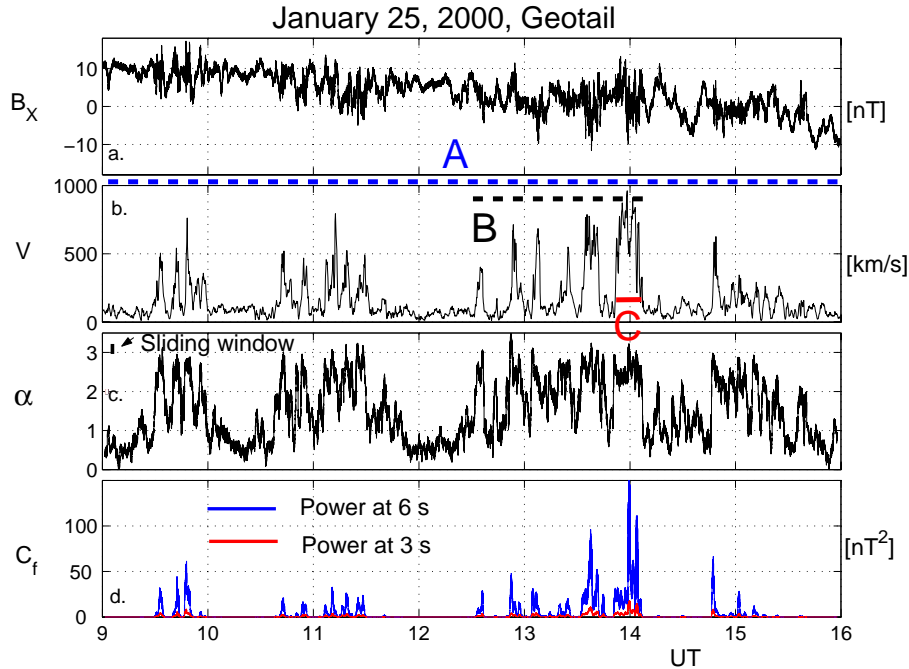 January 25, 2000, Geotail
10
0
−10
B_X
[nT]
a.
A
1000
500
0
V
[km/s]
b.
B
C
3
2
1
0
α
Sliding window
c.
100
50
0
C_f
[nT^2]
Power at 6 s
Power at 3 s
d.
9 10 11 12 13 14 15 16
UT